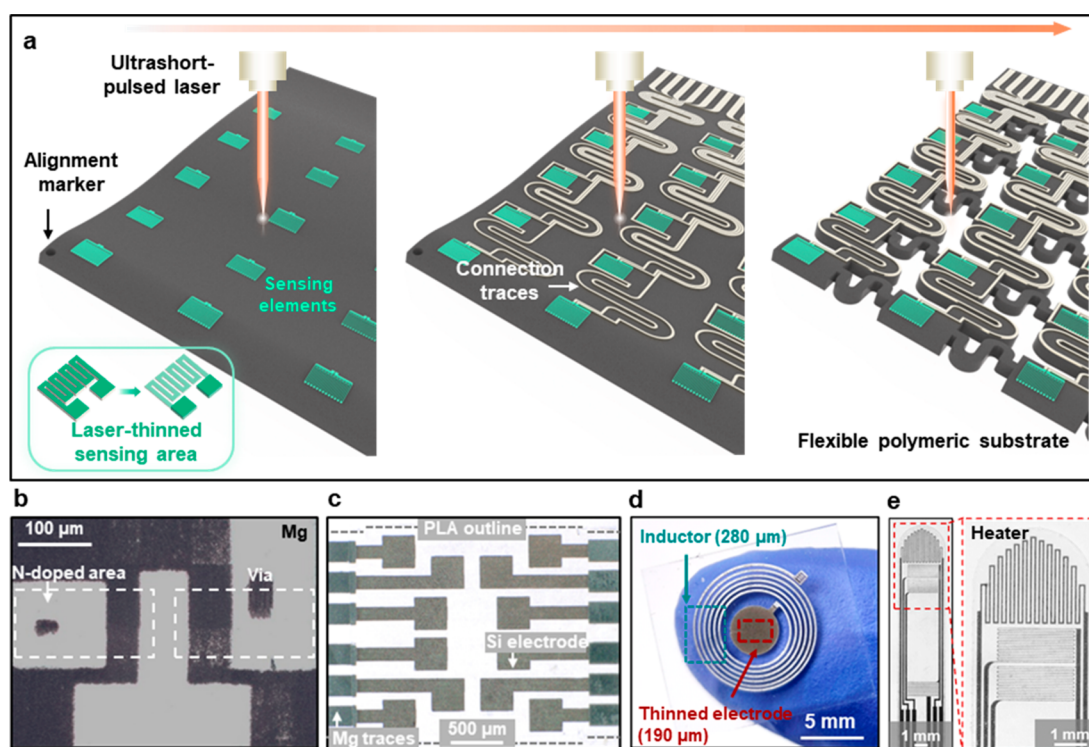 a
Ultrashort-
pulsed laser
Alignment
marker
Sensing
elements
Connection
traces
Laser-thinned
sensing area
Flexible polymeric substrate
b
100 µm
Mg
N-doped area
Via
c
PLA outline
Si electrode
Mg traces
500 µm
d
Inductor (280 µm)
Thinned electrode
(190 µm)
5 mm
e
Heater
1 mm
1 mm